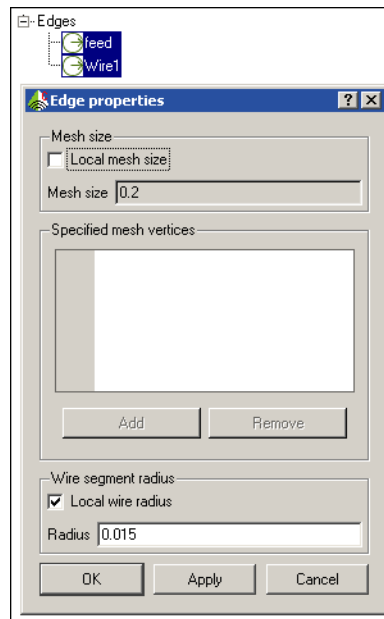 Edges
feed
Wire1
Edge properties
Mesh size
Local mesh size
Mesh size 0.2
Specified mesh vertices
Add Remove
Wire segment radius
Local wire radius
Radius 0.015
OK Apply Cancel